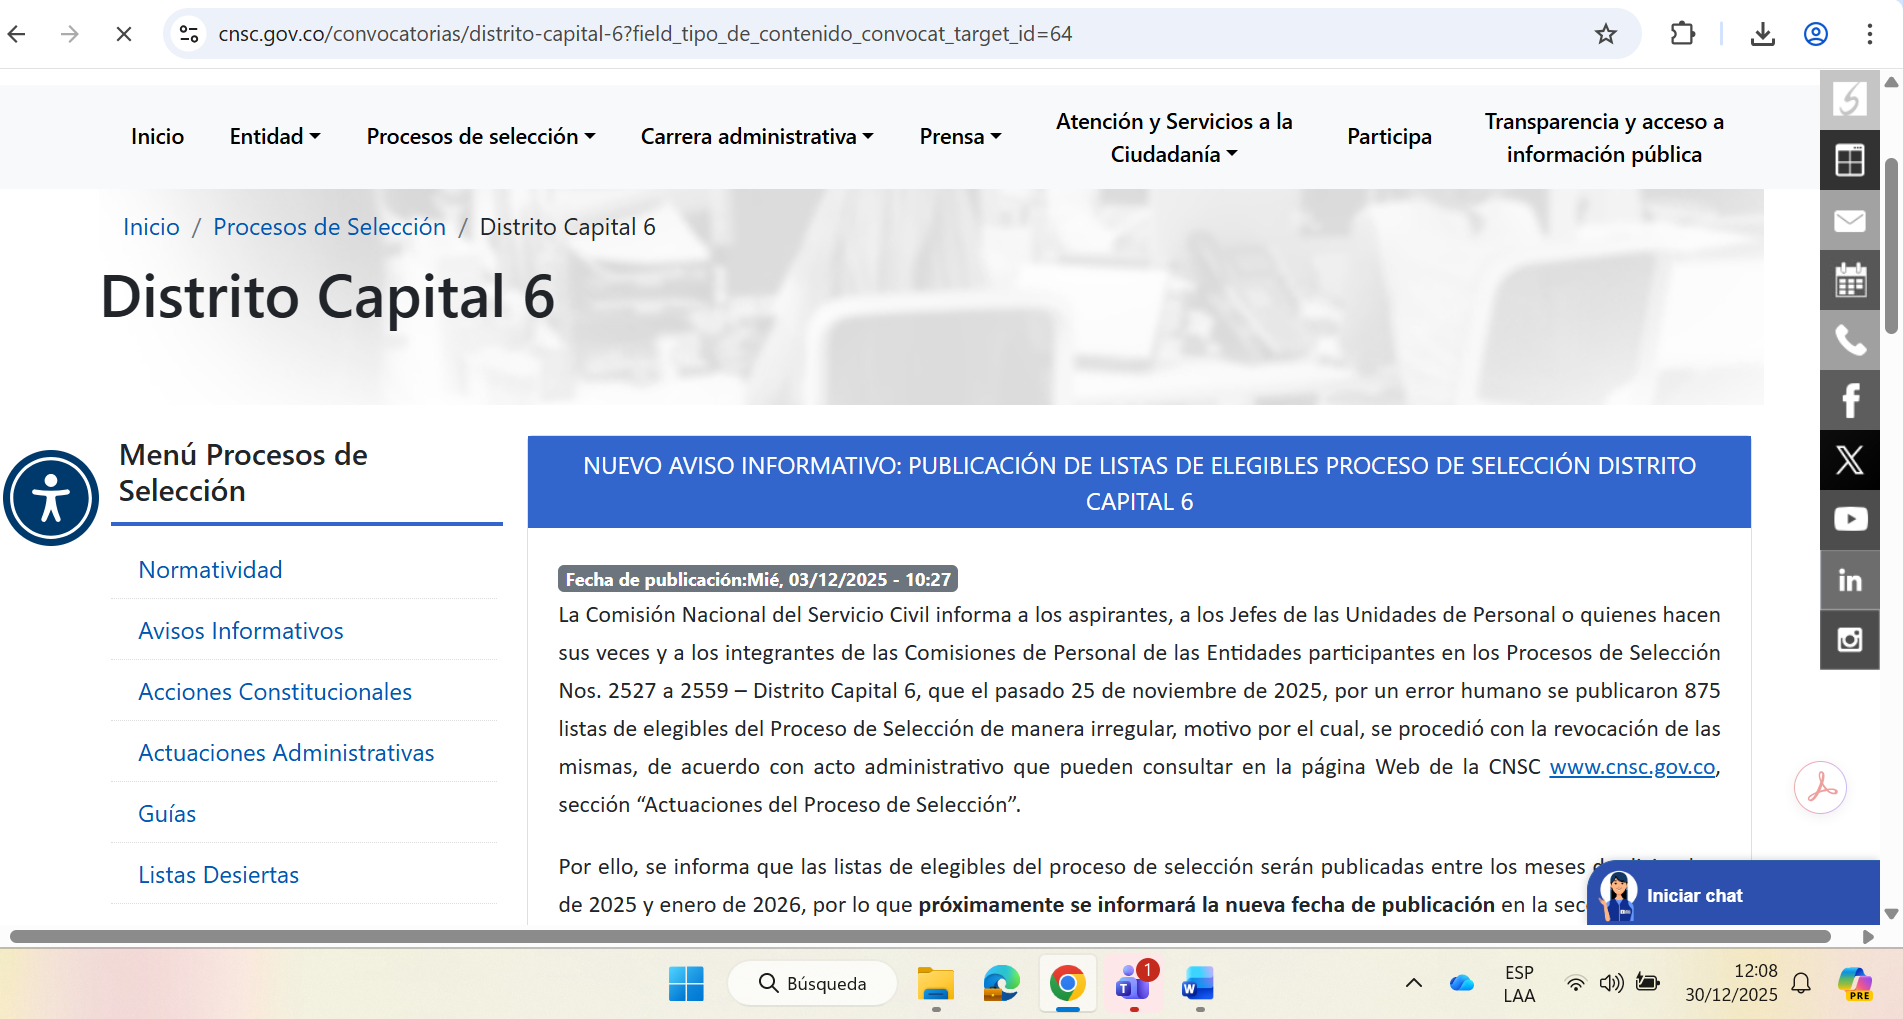 cnsc.gov.co/convocatorias/distrito-capital-6?field_tipo_de_contenido_convocat_target_id=64
Inicio
Entidad
Procesos de selección
Carrera administrativa
Prensa
Atención y Servicios a la
Ciudadanía
Participa
Transparencia y acceso a
información pública
Inicio / Procesos de Selección / Distrito Capital 6
Distrito Capital 6
Menú Procesos de
Selección
Normatividad
Avisos Informativos
Acciones Constitucionales
Actuaciones Administrativas
Guías
Listas Desiertas
NUEVO AVISO INFORMATIVO: PUBLICACIÓN DE LISTAS DE ELEGIBLES PROCESO DE SELECCIÓN DISTRITO
CAPITAL 6
Fecha de publicación:Mié, 03/12/2025 - 10:27
La Comisión Nacional del Servicio Civil informa a los aspirantes, a los Jefes de las Unidades de Personal o quienes hacen
sus veces y a los integrantes de las Comisiones de Personal de las Entidades participantes en los Procesos de Selección
Nos. 2527 a 2559 – Distrito Capital 6, que el pasado 25 de noviembre de 2025, por un error humano se publicaron 875
listas de elegibles del Proceso de Selección de manera irregular, motivo por el cual, se procedió con la revocación de las
mismas, de acuerdo con acto administrativo que pueden consultar en la página Web de la CNSC www.cnsc.gov.co,
sección “Actuaciones del Proceso de Selección”.
Por ello, se informa que las listas de elegibles del proceso de selección serán publicadas entre los meses
de 2025 y enero de 2026, por lo que próximamente se informará la nueva fecha de publicación en la
Iniciar chat
Búsqueda
1
ESP
LAA
12:08
30/12/2025
PRE